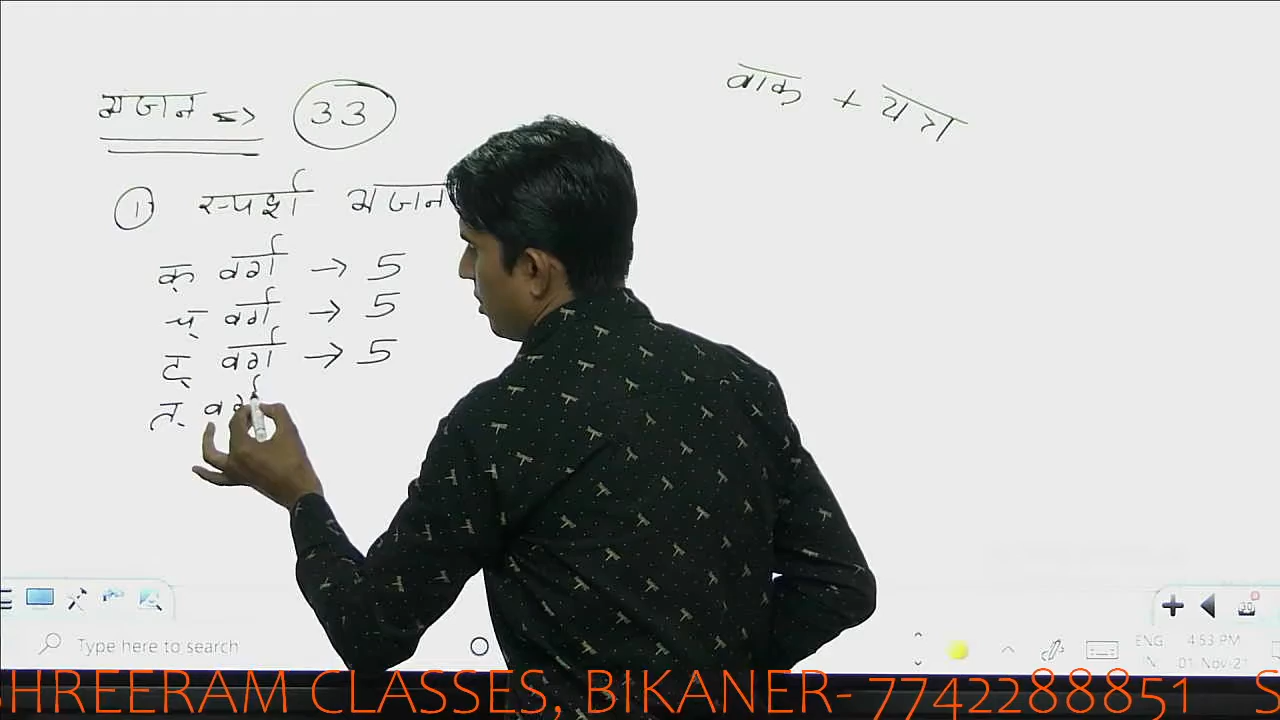 व्यंजन => 33
वाक् + यत्र
① स्पर्श व्यंजन
क् वर्ग → 5
च् वर्ग → 5
ट् वर्ग → 5
त् वर्ग
Type here to search
ENG
4:53 PM
IN
01-Nov-21
SHREERAM CLASSES, BIKANER- 7742288851 S